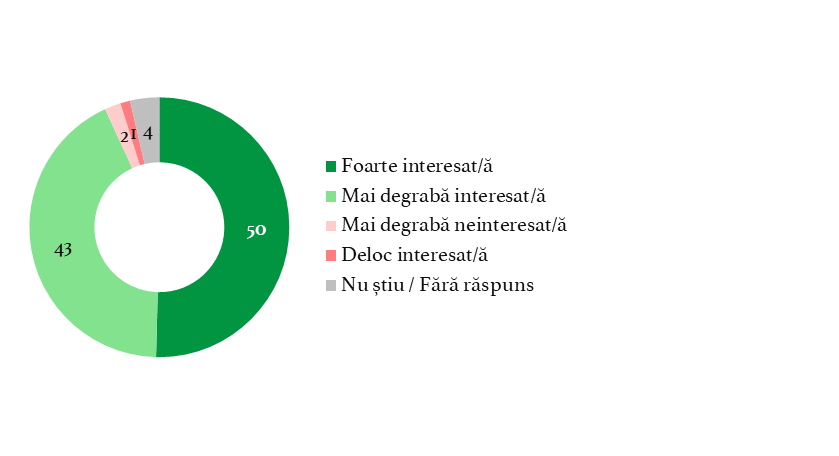 2 1 4
50
43
Foarte interesat/ă
Mai degrabă interesat/ă
Mai degrabă neinteresat/ă
Deloc interesat/ă
Nu știu / Fără răspuns